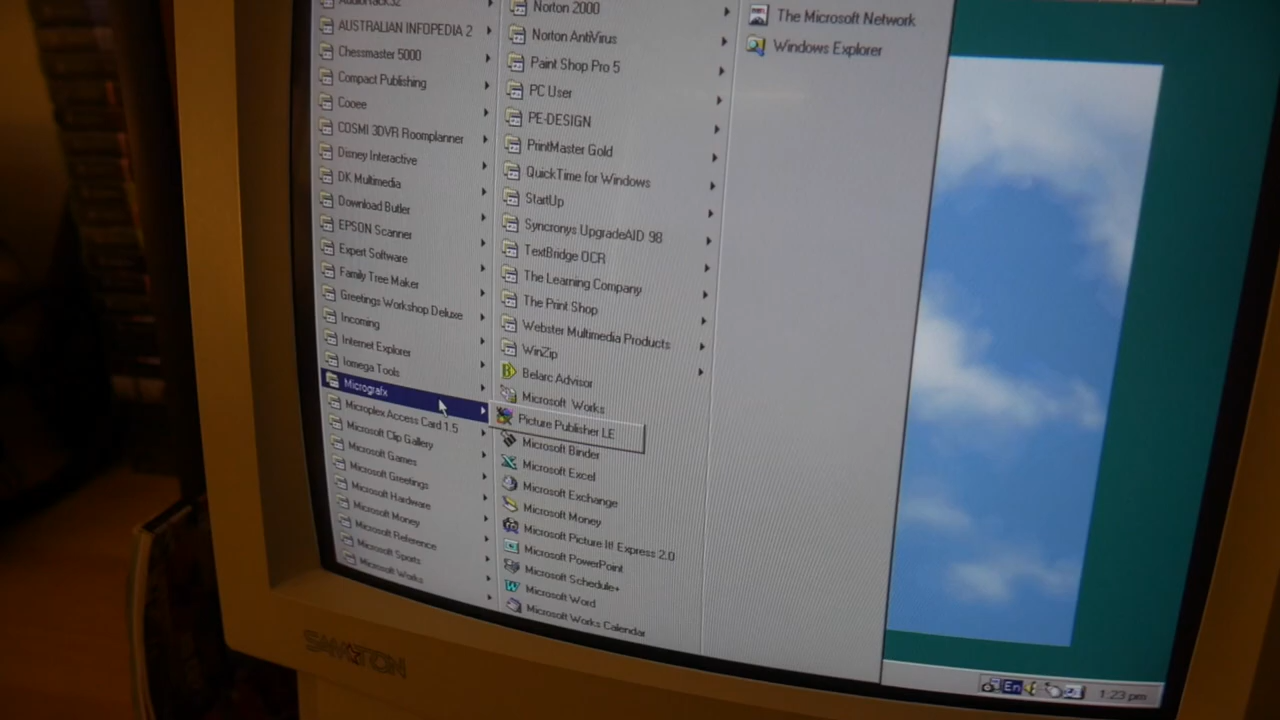 AudioRack32
AUSTRALIAN INFOPEDIA 2
Chessmaster 5000
Compact Publishing
Cooee
COSMI 3DVR Roomplanner
Disney Interactive
DK Multimedia
Download Butler
EPSON Scanner
Expert Software
Family Tree Maker
Greetings Workshop Deluxe
Incoming
Internet Explorer
Iomega Tools
Micrografx
Microplex Access Card 1.5
Microsoft Clip Gallery
Microsoft Games
Microsoft Greetings
Microsoft Hardware
Microsoft Money
Microsoft Reference
Microsoft Sports
Microsoft Works
Norton 2000
Norton AntiVirus
Paint Shop Pro 5
PC User
PE-DESIGN
PrintMaster Gold
QuickTime for Windows
StartUp
Syncronys UpgradeAID 98
TextBridge OCR
The Learning Company
The Print Shop
Webster Multimedia Products
WinZip
Belarc Advisor
Microsoft Works
Picture Publisher LE
Microsoft Binder
Microsoft Excel
Microsoft Exchange
Microsoft Money
Microsoft Picture It! Express 2.0
Microsoft PowerPoint
Microsoft Schedule+
Microsoft Word
Microsoft Works Calendar
The Microsoft Network
Windows Explorer
En
1:23 pm
SAMTRON